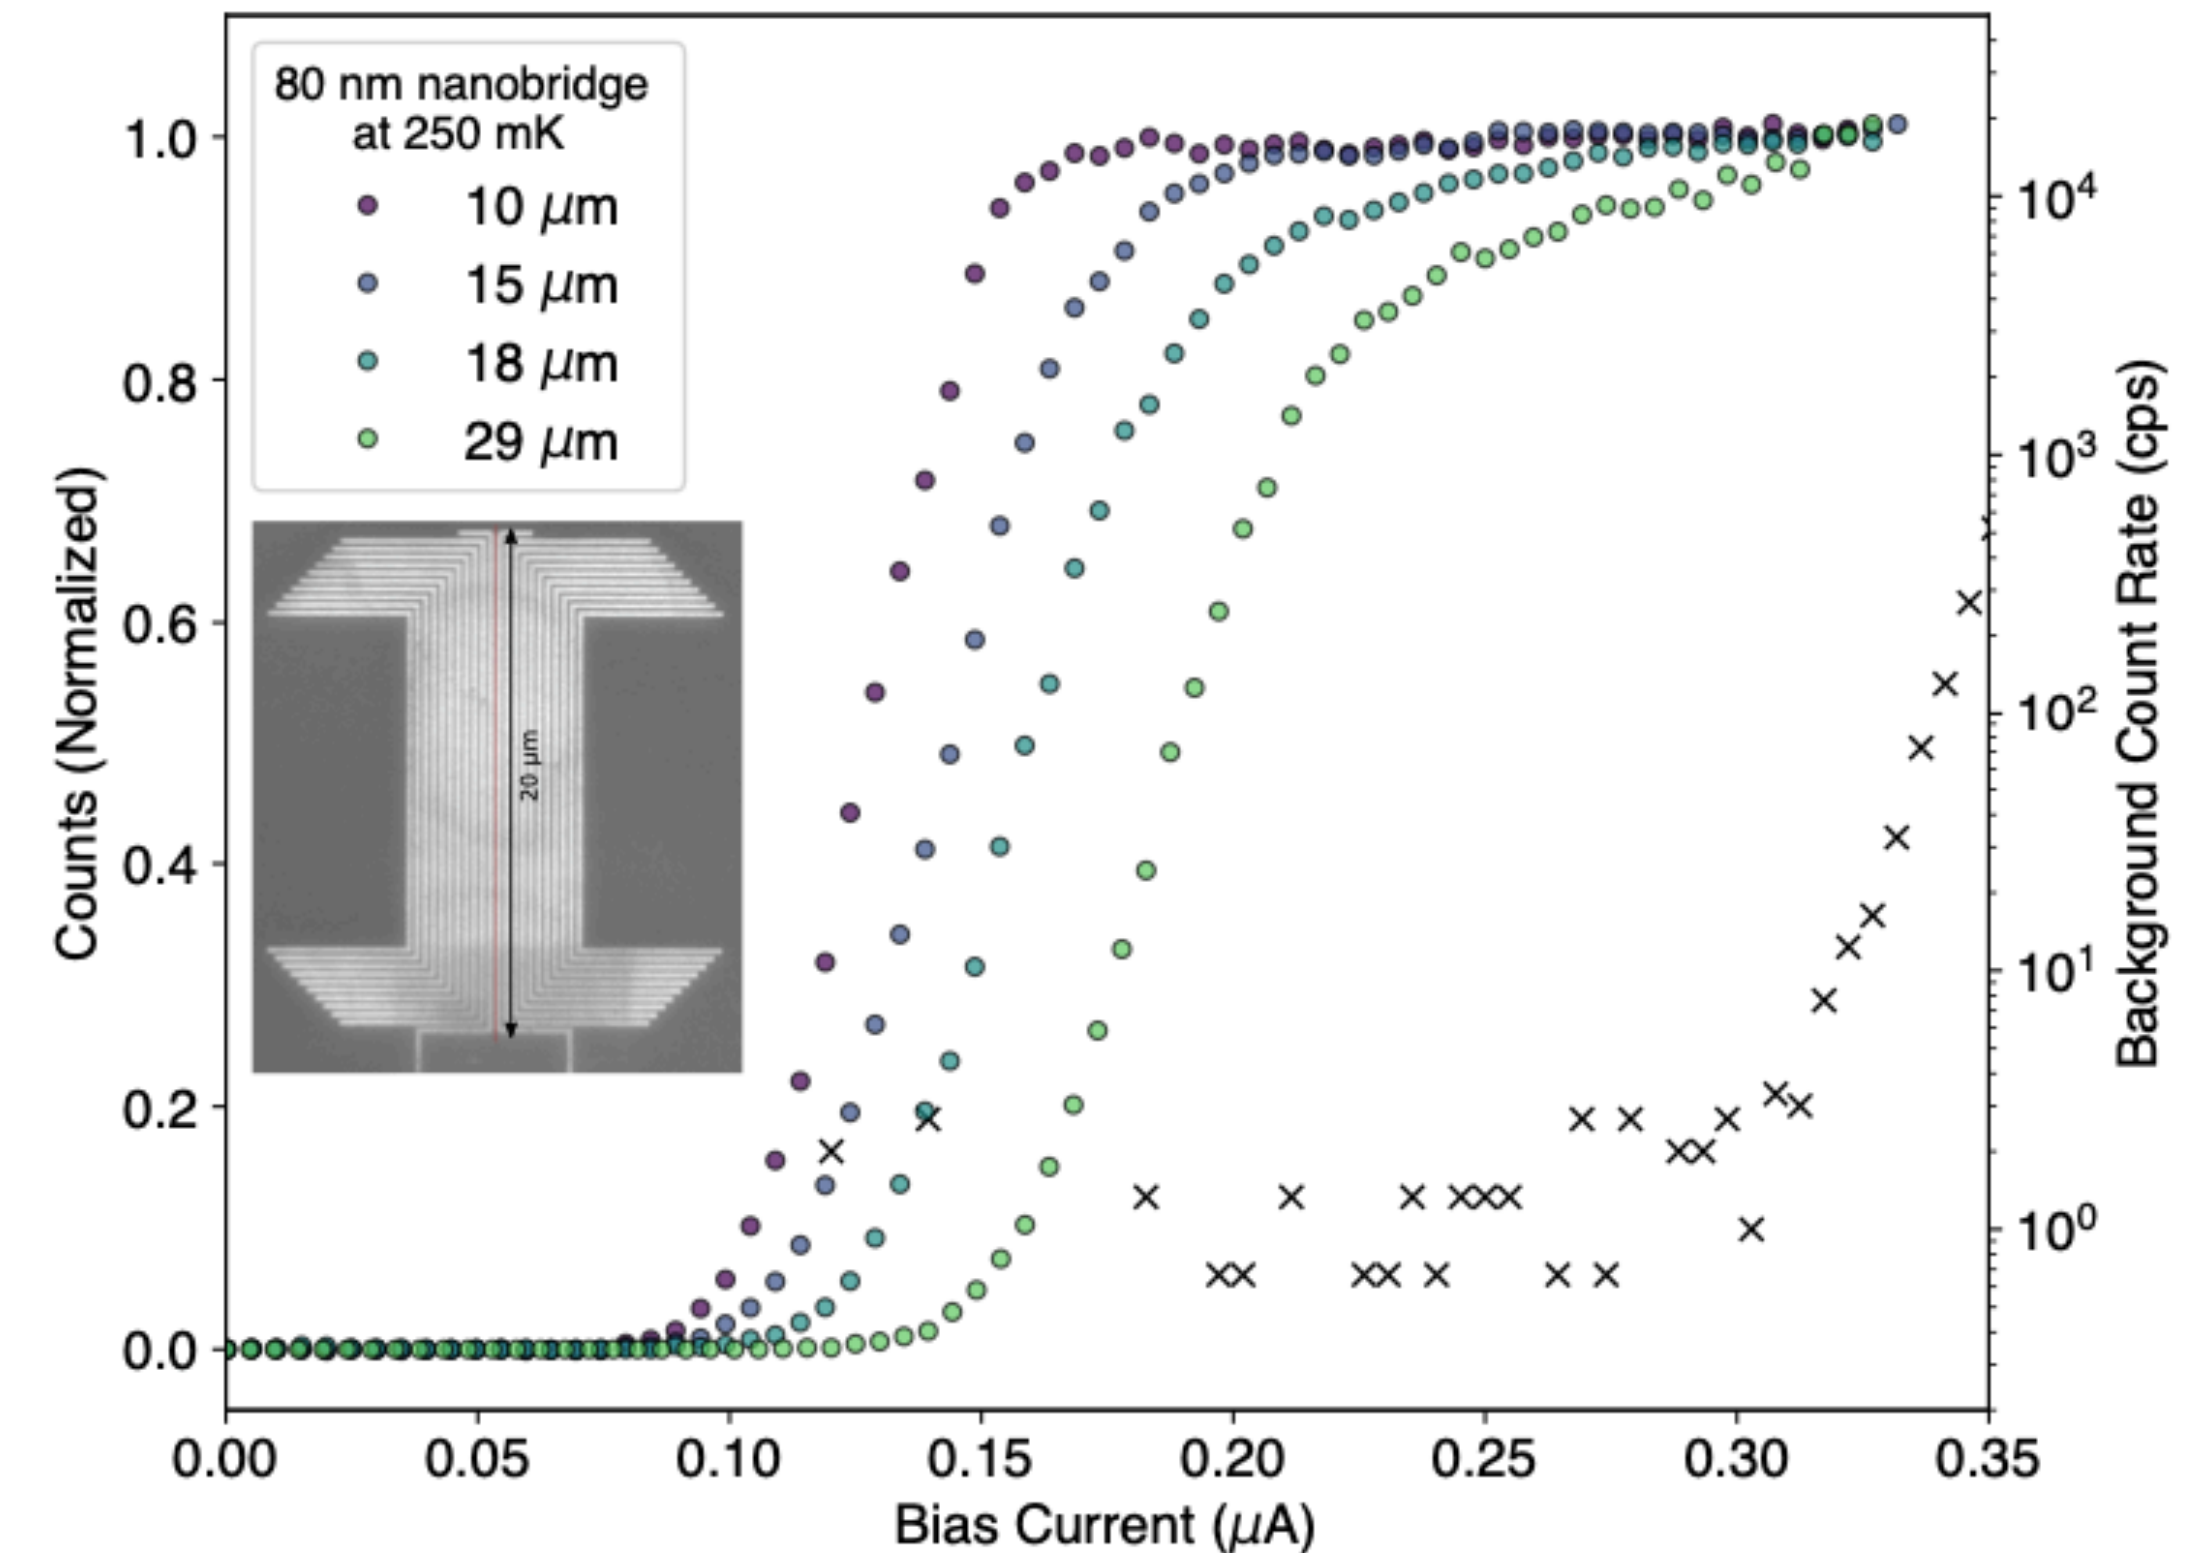 80 nm nanobridge
at 250 mK
10 μm
15 μm
18 μm
29 μm
20 μm
Counts (Normalized)
1.0
0.8
0.6
0.4
0.2
0.0
Background Count Rate (cps)
10⁴
10³
10²
10¹
10⁰
0.00 0.05 0.10 0.15 0.20 0.25 0.30 0.35
Bias Current (μA)